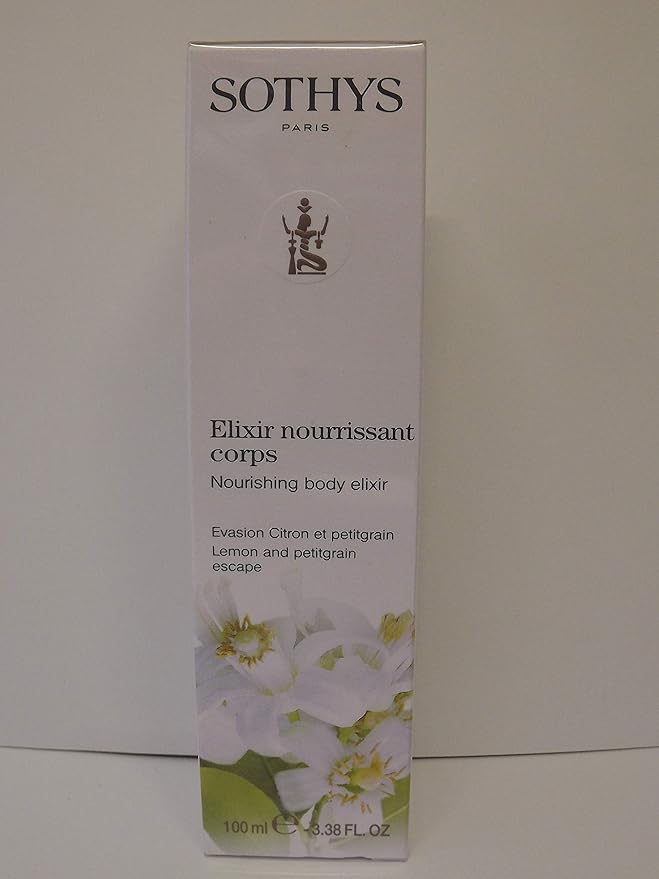 SOTHYS
PARIS
Elixir nourrissant
corps
Nourishing body elixir
Evasion Citron et petitgrain
Lemon and petitgrain
escape
100 ml e - 3.38 FL. OZ